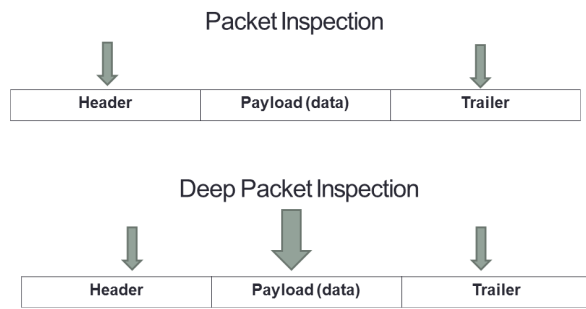 Packet Inspection
Header Payload (data) Trailer
Deep Packet Inspection
Header Payload (data) Trailer